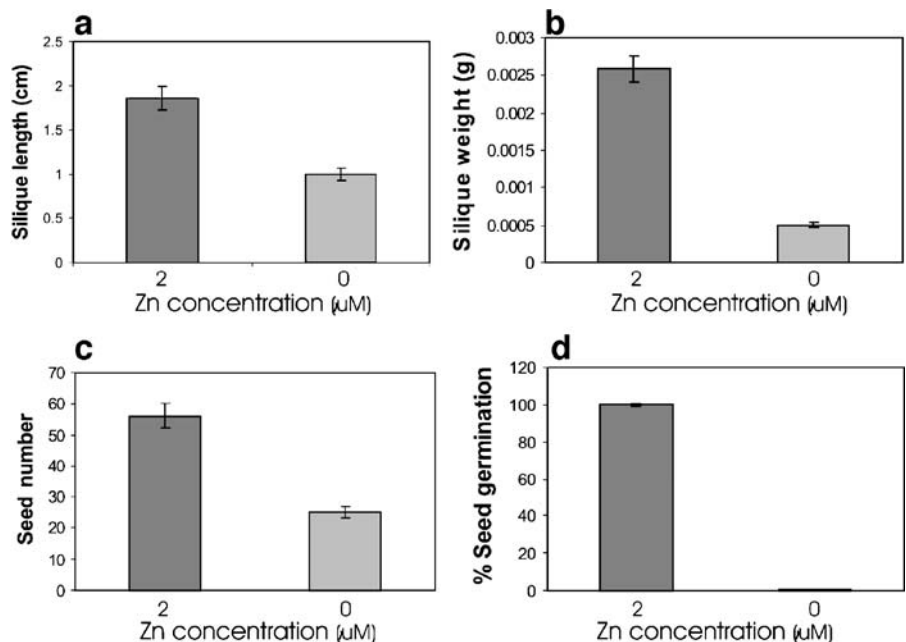 a
Silique length (cm)
2.5
2
1.5
1
0.5
0
2 0
Zn concentration (µM)
b
Silique weight (g)
0.003
0.0025
0.002
0.0015
0.001
0.0005
0
2 0
Zn concentration (µM)
c
Seed number
70
60
50
40
30
20
10
0
2 0
Zn concentration (µM)
d
% Seed germination
120
100
80
60
40
20
0
2 0
Zn concentration (µM)